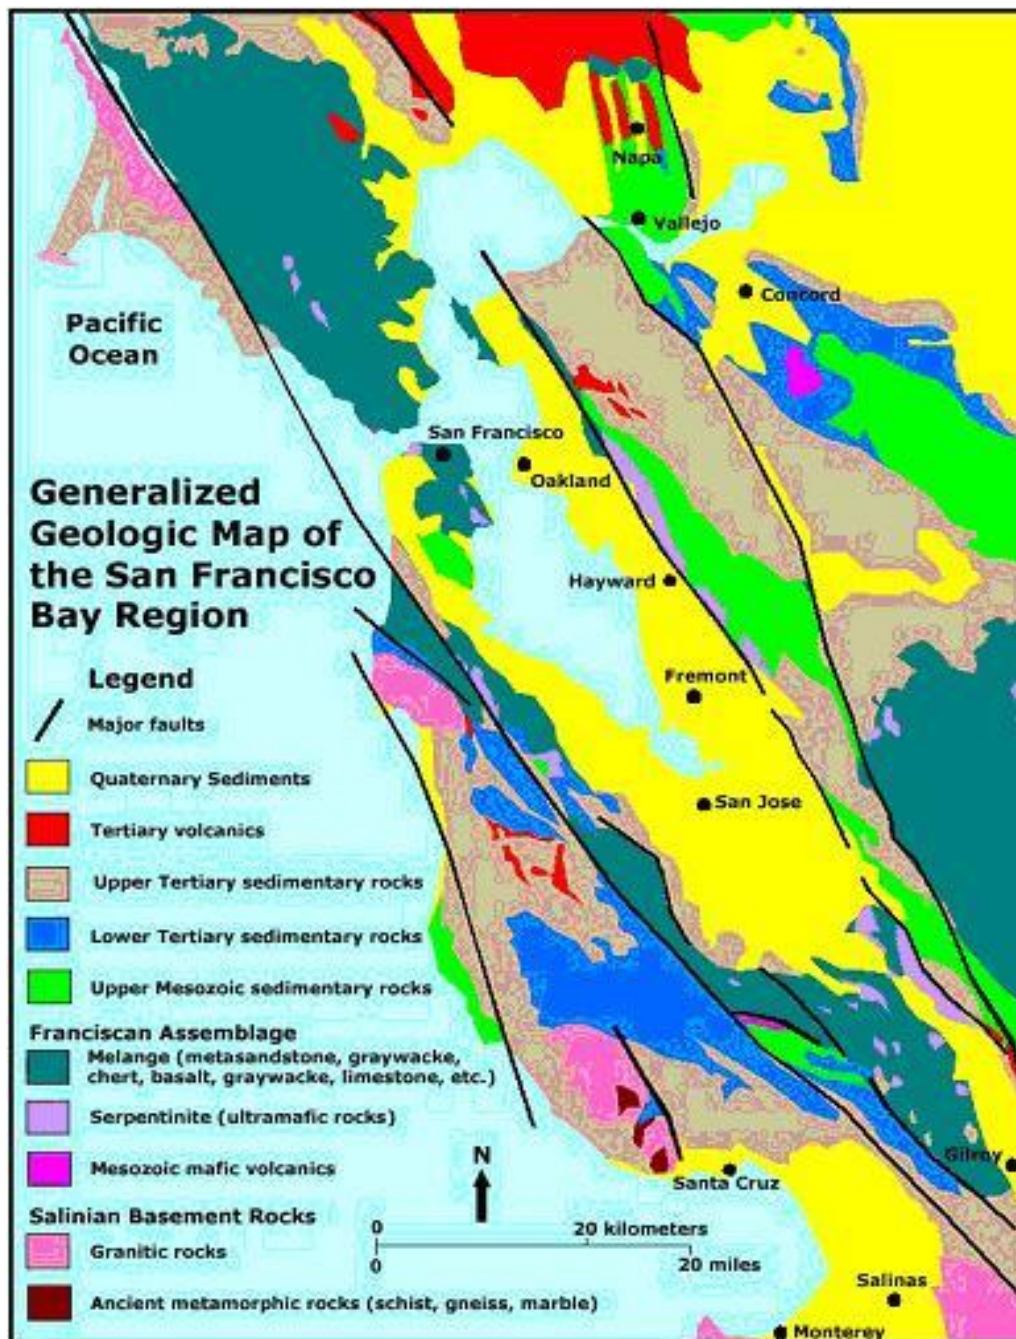 Napa
Vallejo
Concord
Pacific
Ocean
San Francisco
Oakland
Generalized
Geologic Map of
the San Francisco
Bay Region
Hayward
Fremont
San Jose
Legend
Major faults
Quaternary Sediments
Tertiary volcanics
Upper Tertiary sedimentary rocks
Lower Tertiary sedimentary rocks
Upper Mesozoic sedimentary rocks
Franciscan Assemblage
Melange (metasandstone, graywacke,
chert, basalt, graywacke, limestone, etc.)
Serpentinite (ultramafic rocks)
Mesozoic mafic volcanics
Salinian Basement Rocks
Granitic rocks
Ancient metamorphic rocks (schist, gneiss, marble)
N
0 20 kilometers
0 20 miles
Gilroy
Santa Cruz
Salinas
Monterey